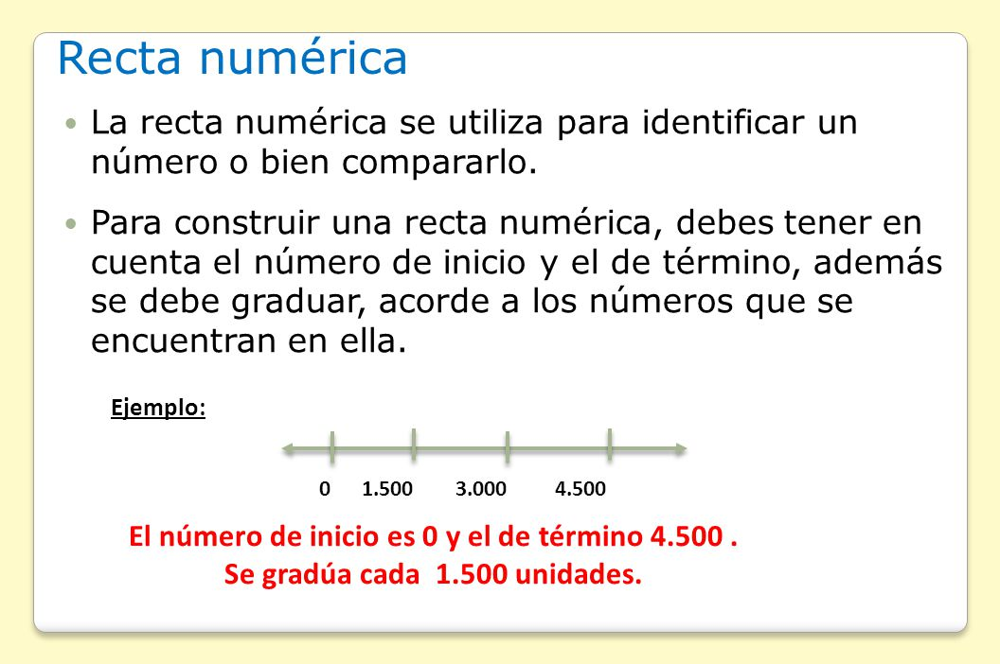 Recta numérica
La recta numérica se utiliza para identificar un
número o bien compararlo.
Para construir una recta numérica, debes tener en
cuenta el número de inicio y el de término, además
se debe graduar, acorde a los números que se
encuentran en ella.
Ejemplo:
0 1.500 3.000 4.500
El número de inicio es 0 y el de término 4.500 .
Se gradúa cada 1.500 unidades.